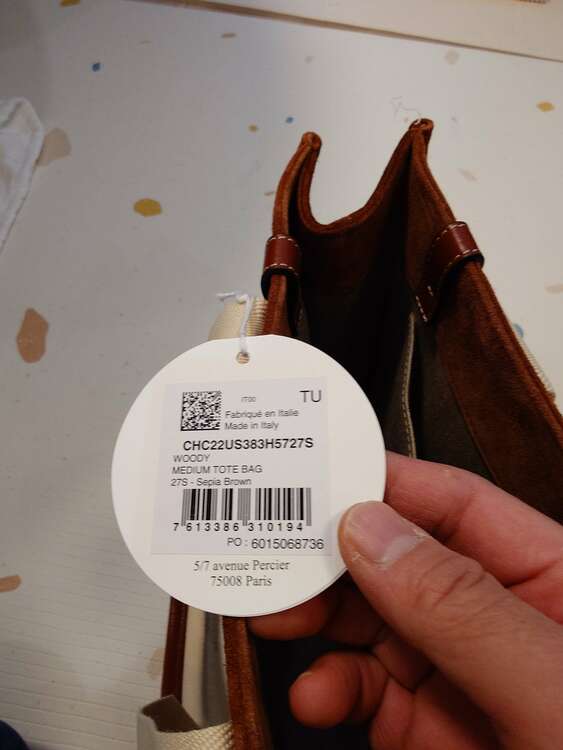 IT00
TU
Fabriqué en Italie
Made in Italy
CHC22US383H5727S
WOODY
MEDIUM TOTE BAG
27S - Sepia Brown
7 613386 310194
PO : 6015068736
5/7 avenue Percier
75008 Paris